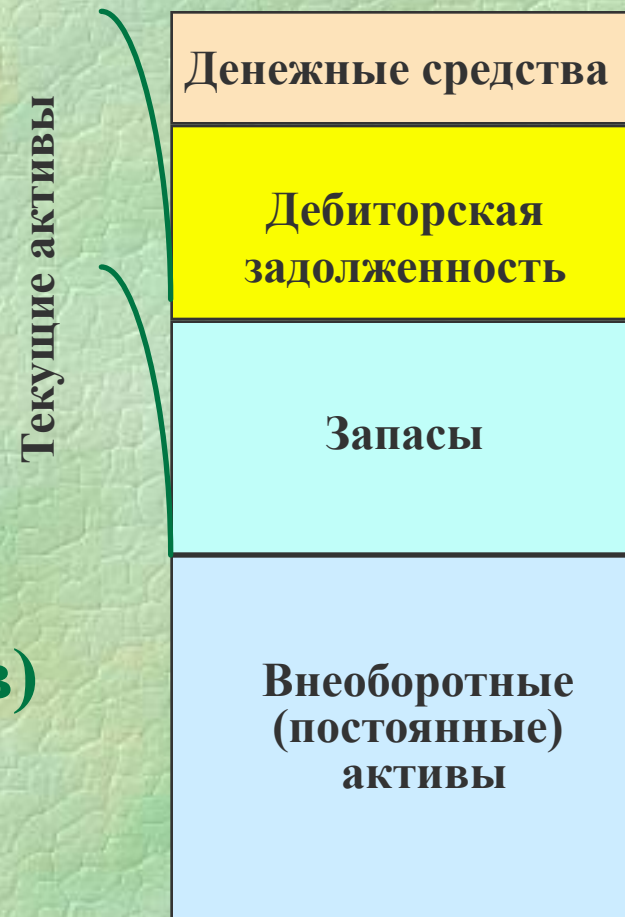 Текущие активы
Денежные средства
Дебиторская
задолженность
Запасы
в)
Внеоборотные
(постоянные)
активы